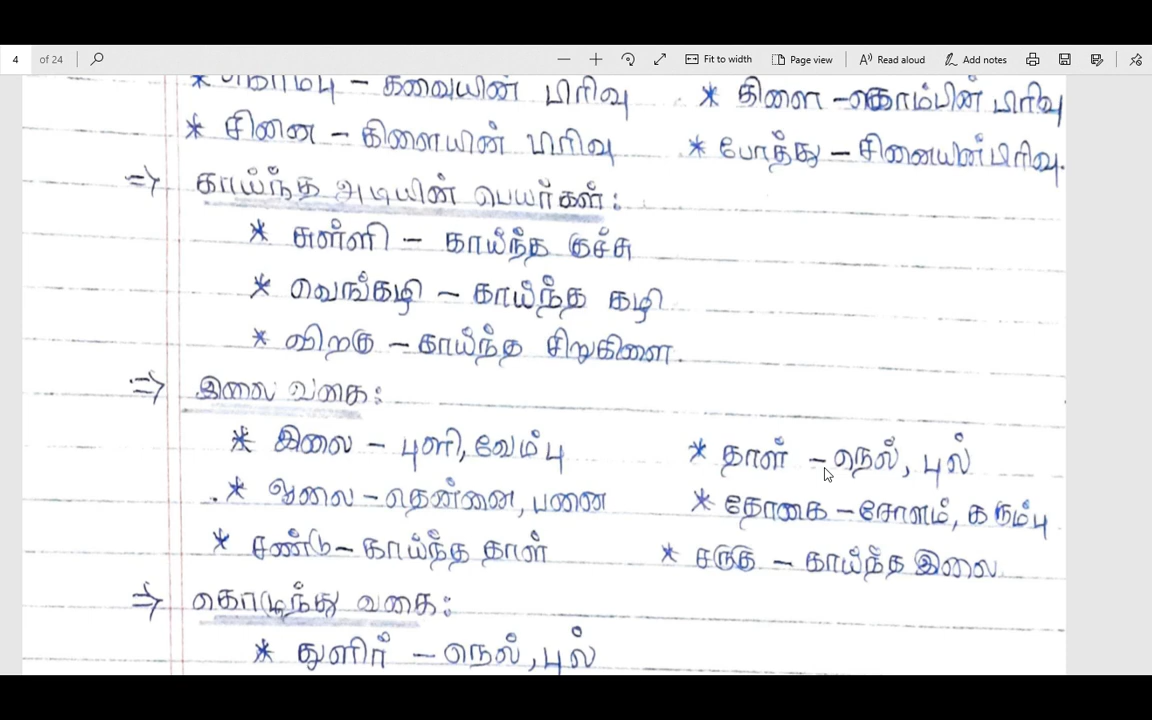 4 of 24 Fit to width Page view Read aloud Add notes
– கவையின் பிரிவு * கிளை – கொம்பின் பிரிவு
* சினை – கிளையின் பிரிவு * போத்து – சினையின் பிரிவு.
=> காய்ந்த அடியின் பெயர்கள் :
* சுள்ளி – காய்ந்த குச்சு
* வெங்கழி – காய்ந்த கழி
* விறகு – காய்ந்த சிறுகிளை.
=> இலை வகை :
* இலை – புளி, வேம்பு * தாள் – நெல், புல்
* ஓலை – தென்னை, பனை * தோகை – சோளம், கரும்பு
* சண்டு – காய்ந்த தாள் * சருகு – காய்ந்த இலை
=> கொழுந்து வகை :
* துளிர் – நெல், புல்